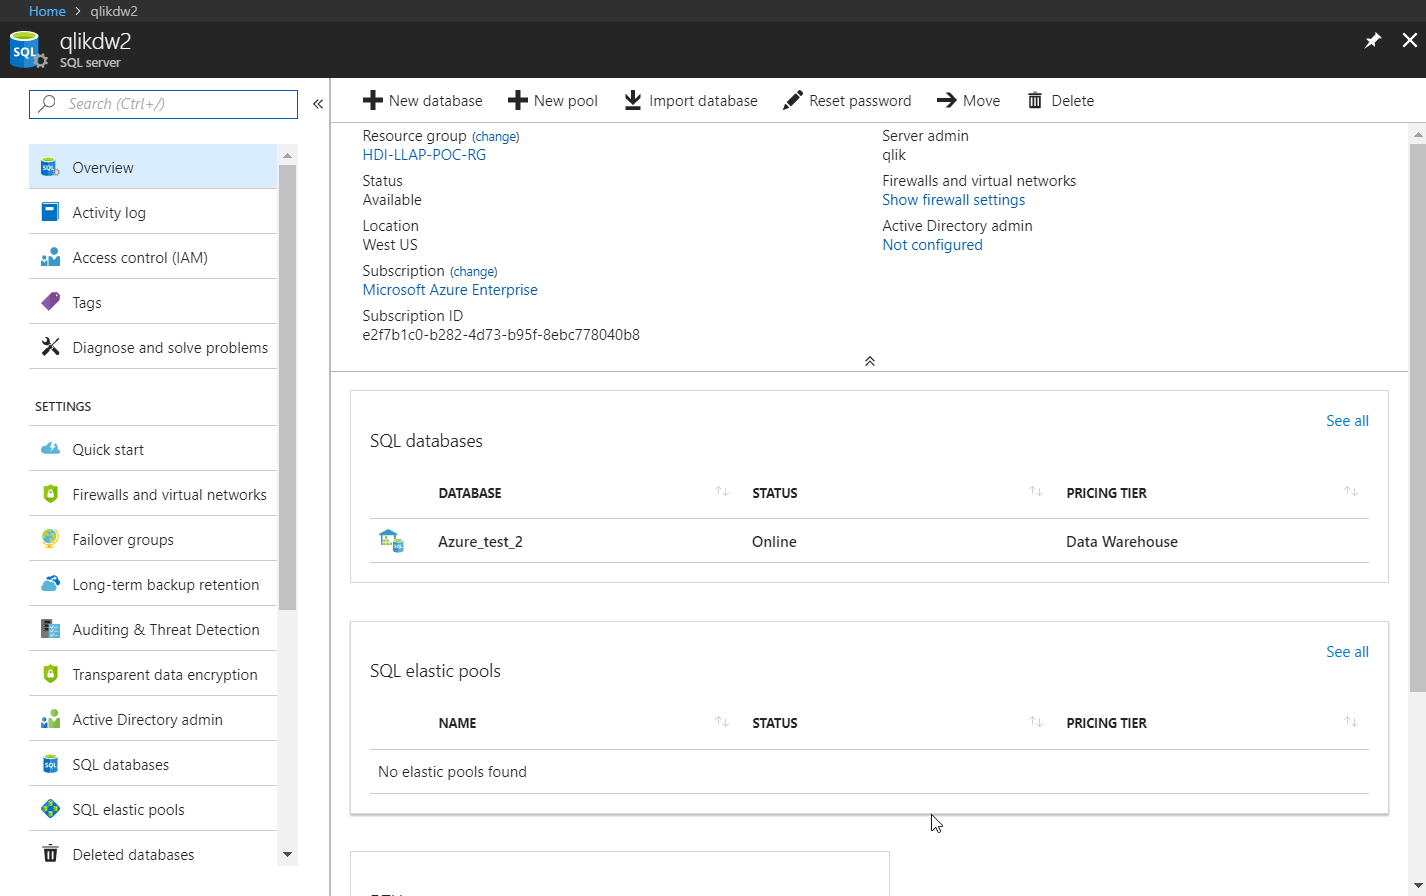 Home > qlikdw2
qlikdw2
SQL
SQL server
Search (Ctrl+/)
«
Overview
Activity log
Access control (IAM)
Tags
Diagnose and solve problems
SETTINGS
Quick start
Firewalls and virtual networks
Failover groups
Long-term backup retention
Auditing & Threat Detection
Transparent data encryption
Active Directory admin
SQL databases
SQL elastic pools
Deleted databases
New database New pool Import database Reset password Move Delete
Resource group (change)
HDI-LLAP-POC-RG
Status
Available
Location
West US
Subscription (change)
Microsoft Azure Enterprise
Subscription ID
e2f7b1c0-b282-4d73-b95f-8ebc778040b8
Server admin
qlik
Firewalls and virtual networks
Show firewall settings
Active Directory admin
Not configured
See all
SQL databases
DATABASE STATUS PRICING TIER
Azure_test_2 Online Data Warehouse
See all
SQL elastic pools
NAME STATUS PRICING TIER
No elastic pools found